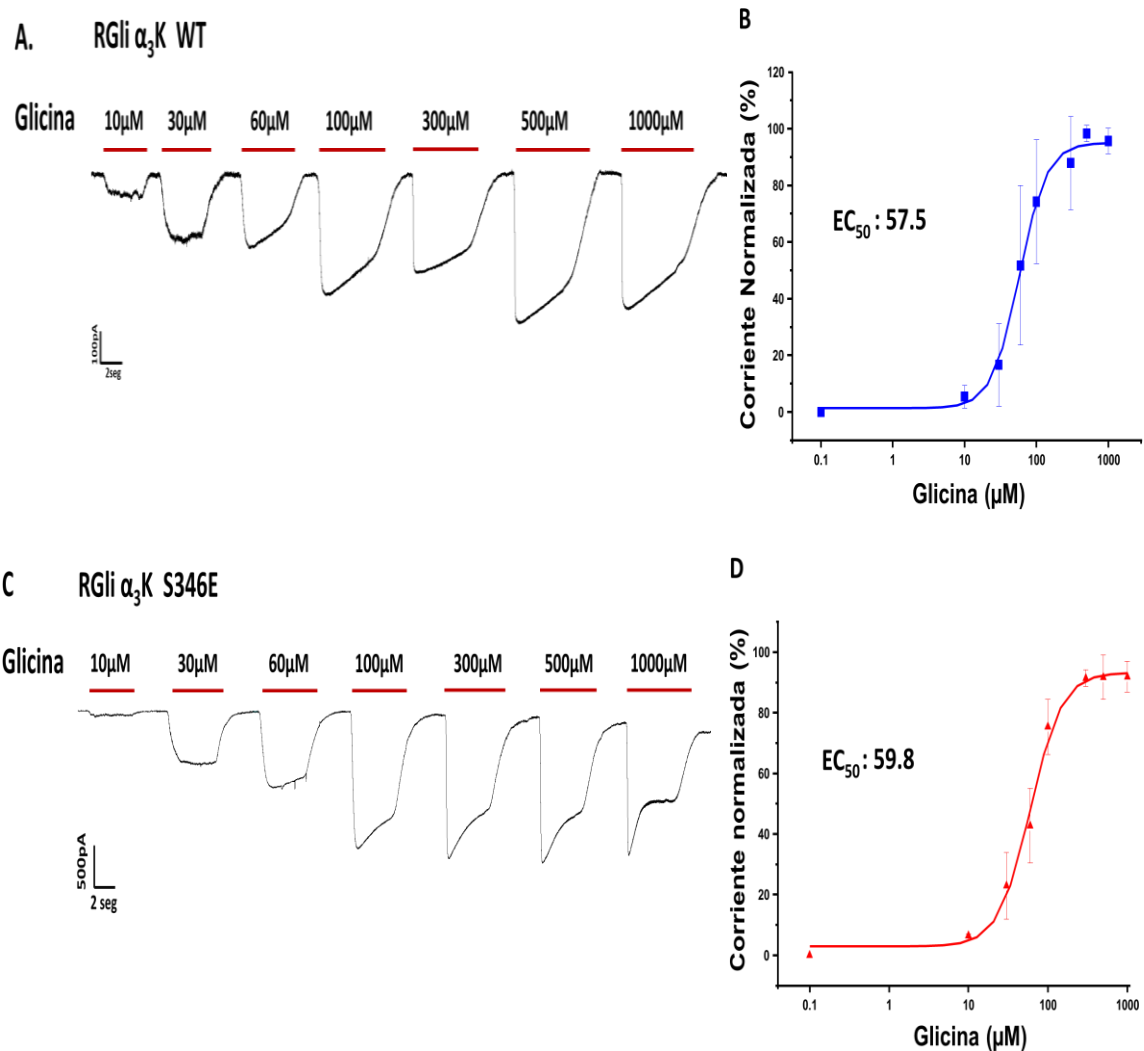 A. RGli α₃K WT
Glicina 10µM 30µM 60µM 100µM 300µM 500µM 1000µM
100pA
2seg
B
Corriente Normalizada (%)
120
100
80
60
40
20
0
EC₅₀ : 57.5
0.1 1 10 100 1000
Glicina (µM)
C RGli α₃K S346E
Glicina 10µM 30µM 60µM 100µM 300µM 500µM 1000µM
500pA
2 seg
D
Corriente normalizada (%)
100
80
60
40
20
0
EC₅₀ : 59.8
0.1 1 10 100 1000
Glicina (µM)